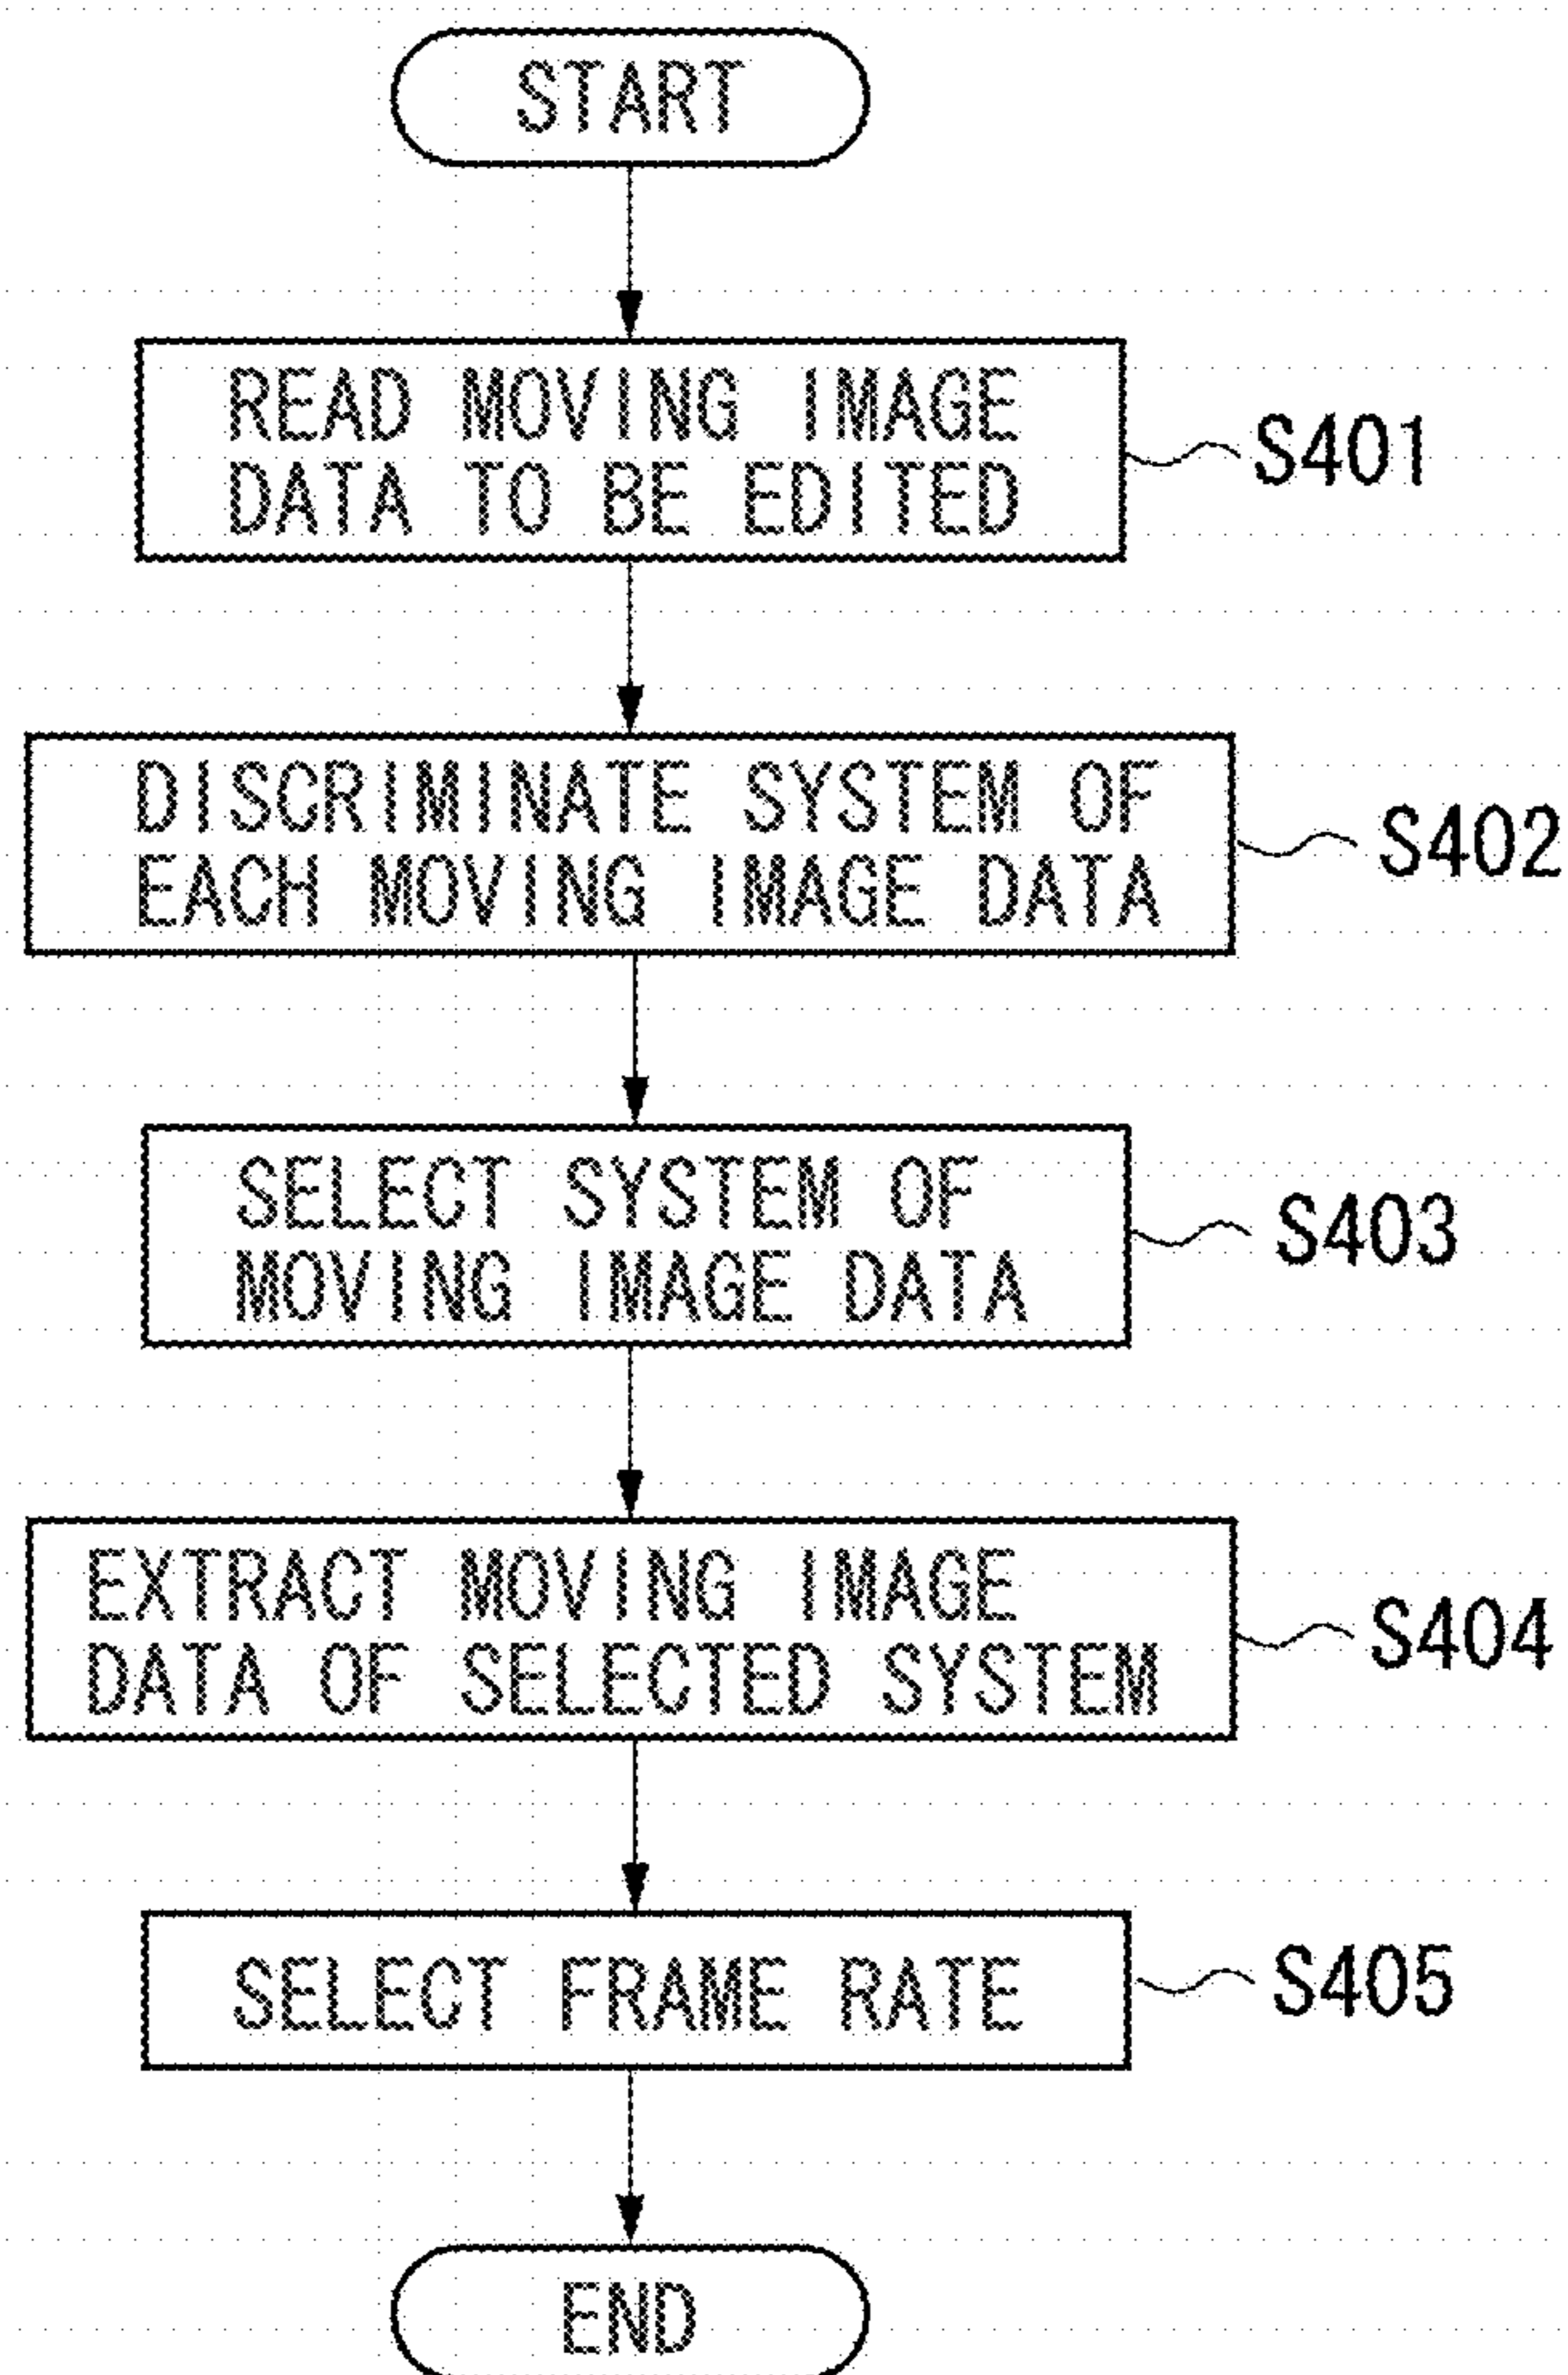 START
READ MOVING IMAGE
DATA TO BE EDITED
S401
DISCRIMINATE SYSTEM OF
EACH MOVING IMAGE DATA
S402
SELECT SYSTEM OF
MOVING IMAGE DATA
S403
EXTRACT MOVING IMAGE
DATA OF SELECTED SYSTEM
S404
SELECT FRAME RATE
S405
END